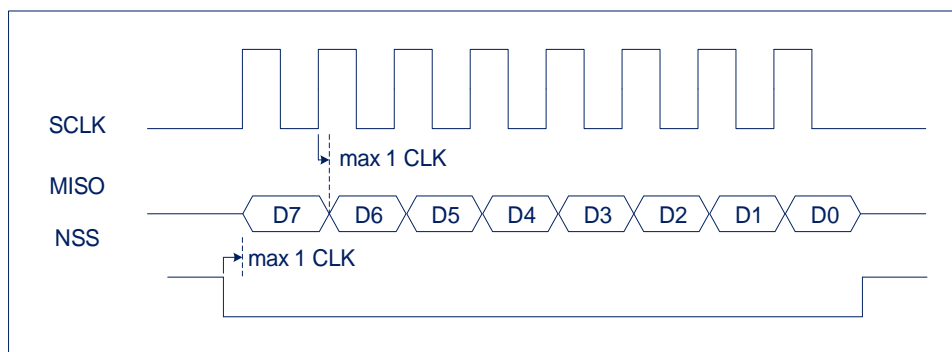 SCLK
max 1 CLK
MISO
D7 D6 D5 D4 D3 D2 D1 D0
NSS
max 1 CLK